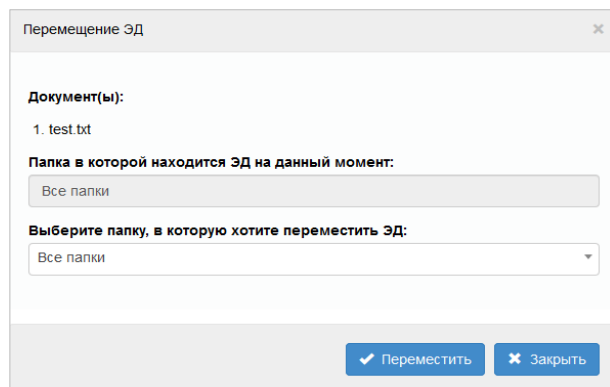 Перемещение ЭД
Документ(ы):
1. test.txt
Папка в которой находится ЭД на данный момент:
Все папки
Выберите папку, в которую хотите переместить ЭД:
Все папки
Переместить Закрыть